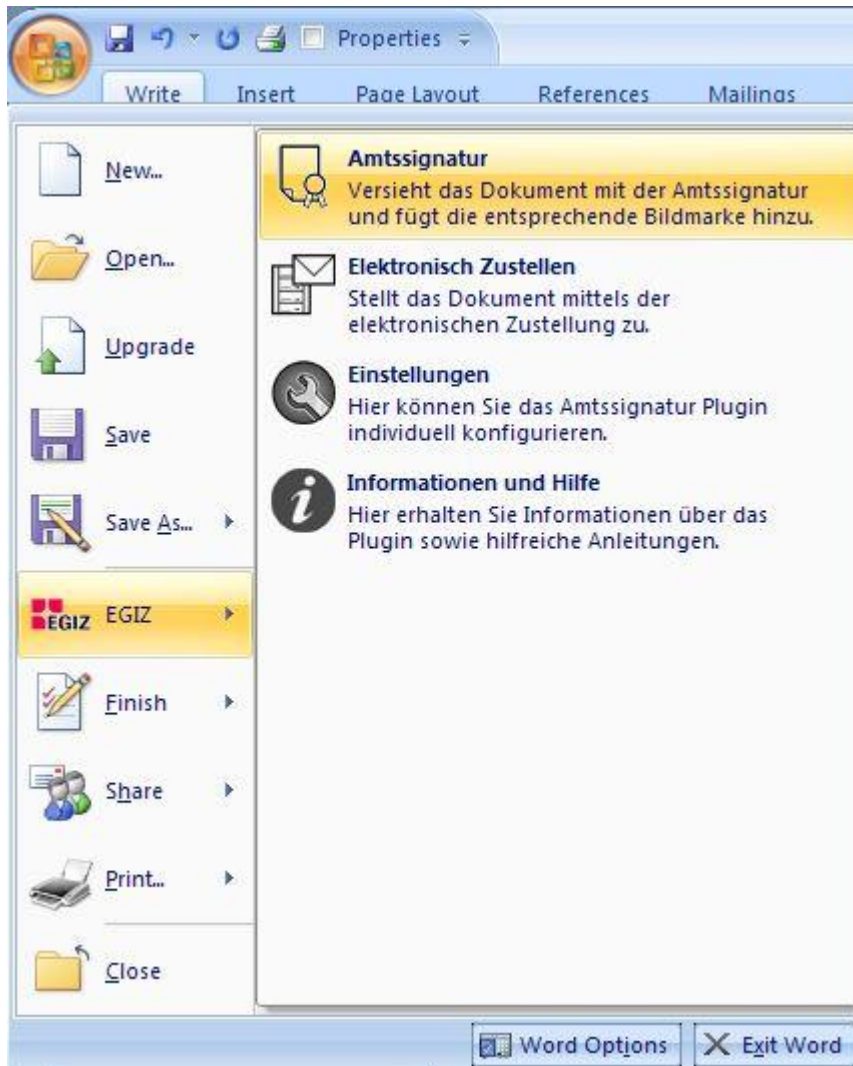 Properties
Write Insert Page Layout References Mailings
New...
Open...
Upgrade
Save
Save As...
EGIZ EGIZ
Finish
Share
Print...
Close
Amtssignatur
Versieht das Dokument mit der Amtssignatur
und fügt die entsprechende Bildmarke hinzu.
Elektronisch Zustellen
Stellt das Dokument mittels der
elektronischen Zustellung zu.
Einstellungen
Hier können Sie das Amtssignatur Plugin
individuell konfigurieren.
Informationen und Hilfe
Hier erhalten Sie Informationen über das
Plugin sowie hilfreiche Anleitungen.
Word Options Exit Word